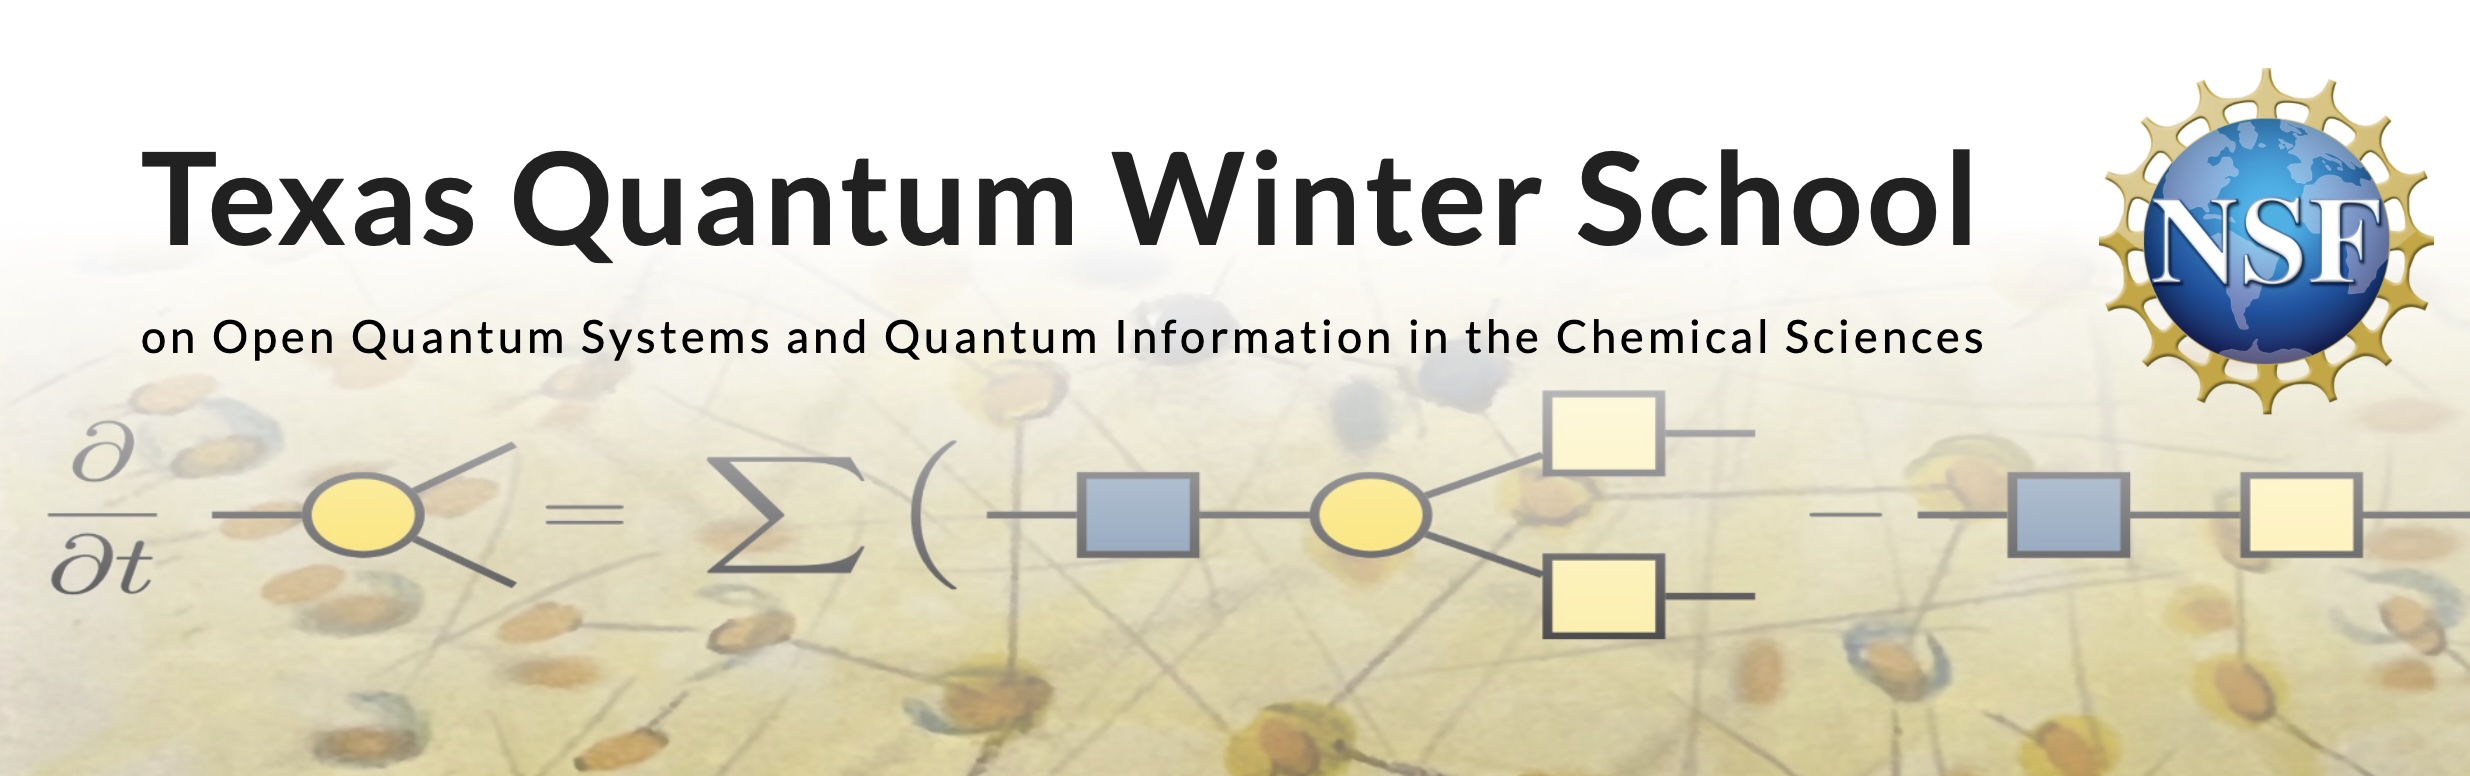 Texas Quantum Winter School
NSF
on Open Quantum Systems and Quantum Information in the Chemical Sciences
∂
∂t
= ∑ ( −